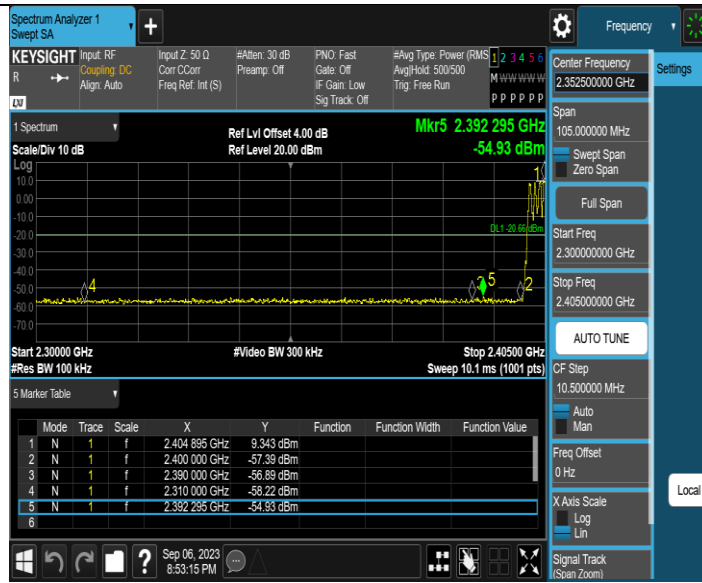 Spectrum Analyzer 1
Swept SA
+
Frequency
KEYSIGHT
R
LXI
Input: RF
Coupling: DC
Align: Auto
Input Z: 50 Ω
Corr CCorr
Freq Ref: Int (S)
#Atten: 30 dB
Preamp: Off
PNO: Fast
Gate: Off
IF Gain: Low
Sig Track: Off
#Avg Type: Power (RMS
Avg|Hold: 500/500
Trig: Free Run
1 2 3 4 5 6
M W W W W W
P P P P P P
1 Spectrum
Scale/Div 10 dB
Log
Ref Lvl Offset 4.00 dB
Ref Level 20.00 dBm
Mkr5 2.392 295 GHz
-54.93 dBm
10.0
0.00
-10.0
-20.0
-30.0
-40.0
-50.0
-60.0
-70.0
1
DL1 -20.66 dBm
4
3
5
2
Start 2.30000 GHz
#Video BW 300 kHz
Stop 2.40500 GHz
#Res BW 100 kHz
Sweep 10.1 ms (1001 pts)
5 Marker Table
Mode Trace Scale X Y Function Function Width Function Value
1 N 1 f 2.404 895 GHz 9.343 dBm
2 N 1 f 2.400 000 GHz -57.39 dBm
3 N 1 f 2.390 000 GHz -56.89 dBm
4 N 1 f 2.310 000 GHz -58.22 dBm
5 N 1 f 2.392 295 GHz -54.93 dBm
6
?
Sep 06, 2023
8:53:15 PM
Center Frequency
2.352500000 GHz
Settings
Span
105.000000 MHz
Swept Span
Zero Span
Full Span
Start Freq
2.300000000 GHz
Stop Freq
2.405000000 GHz
AUTO TUNE
CF Step
10.500000 MHz
Auto
Man
Freq Offset
0 Hz
X Axis Scale
Log
Lin
Local
Signal Track
(Span Zoom)